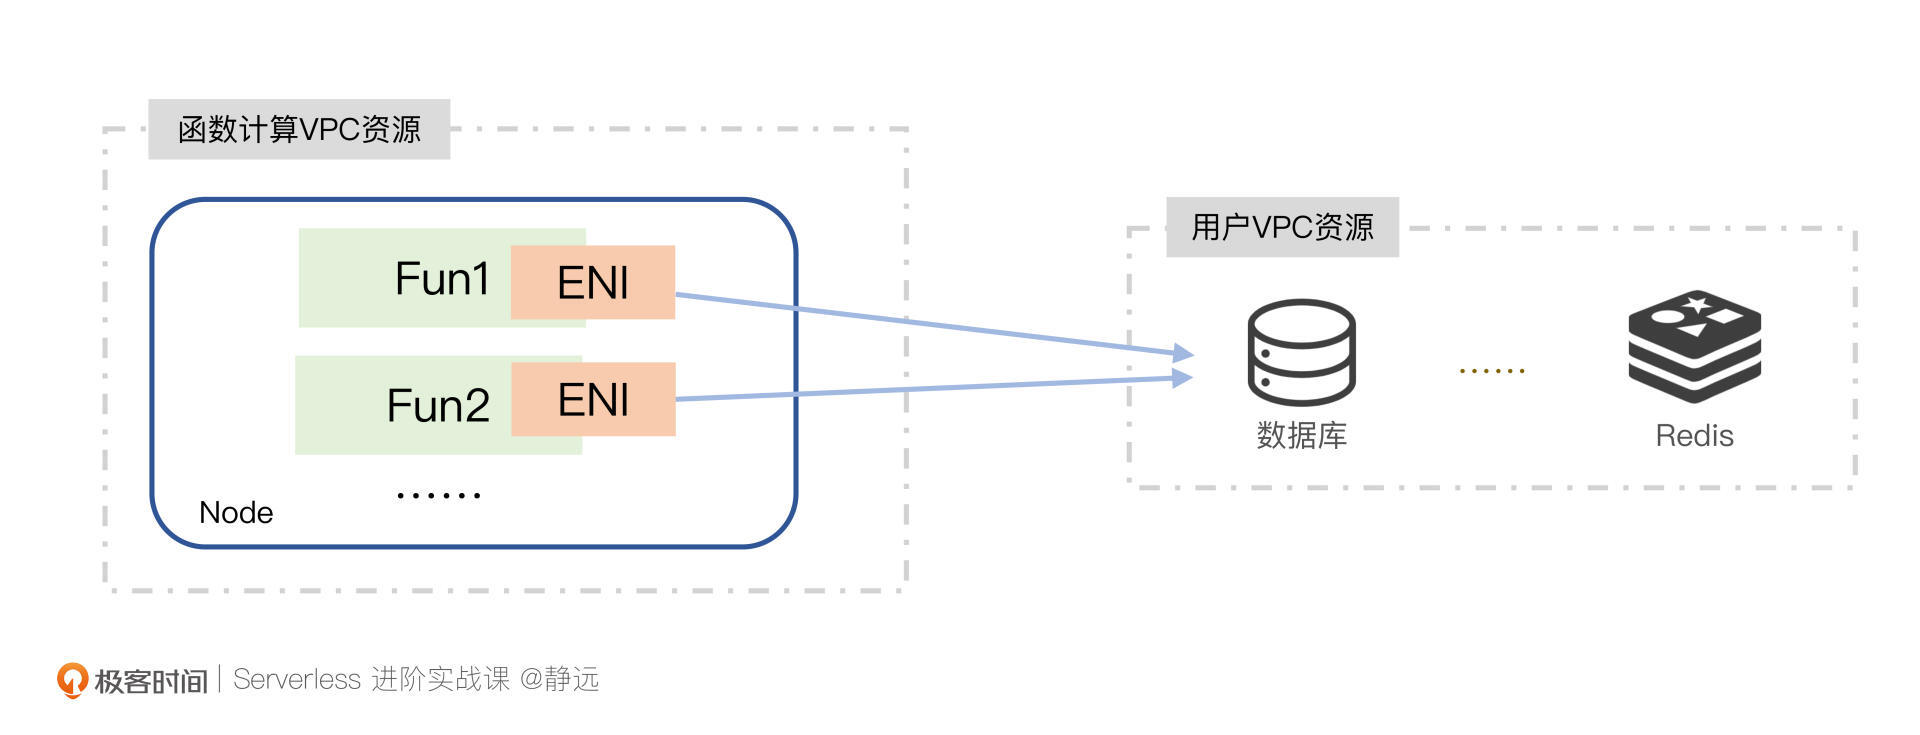 函数计算VPC资源
Fun1
ENI
Fun2
ENI
······
Node
用户VPC资源
数据库
······
Redis
极客时间 | Serverless 进阶实战课 @静远